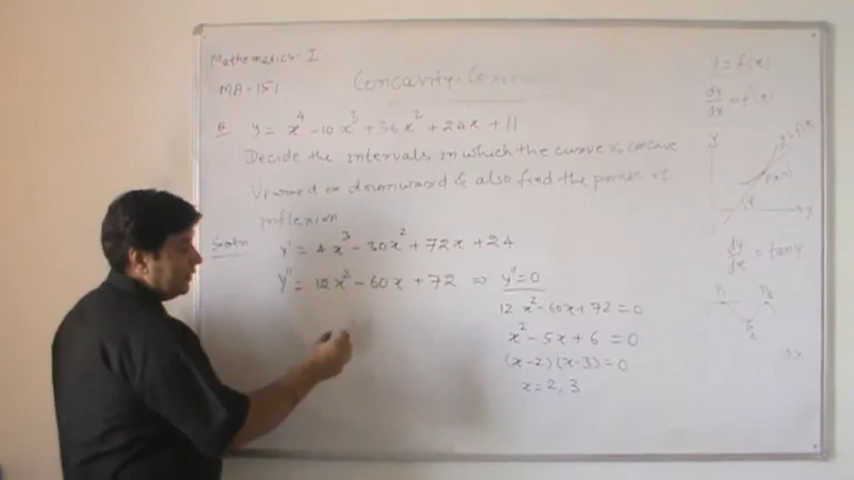 Mathematics-I
MA-151
Concavity
Q y = x^4 - 10x^3 + 36x^2 + 24x + 11
Decide the intervals in which the curve is concave
Upward or downward & also find the points of
inflexion
Soln y' = 4x^3 - 30x^2 + 72x + 24
y'' = 12x^2 - 60x + 72 ⇒ y'' = 0
12x^2 - 60x + 72 = 0
x^2 - 5x + 6 = 0
(x-2)(x-3) = 0
x = 2, 3
y = f(x)
dy/dx = f'(x)
Y
y = f(x)
ψ
X
dy/dx = tan ψ
P1 P3